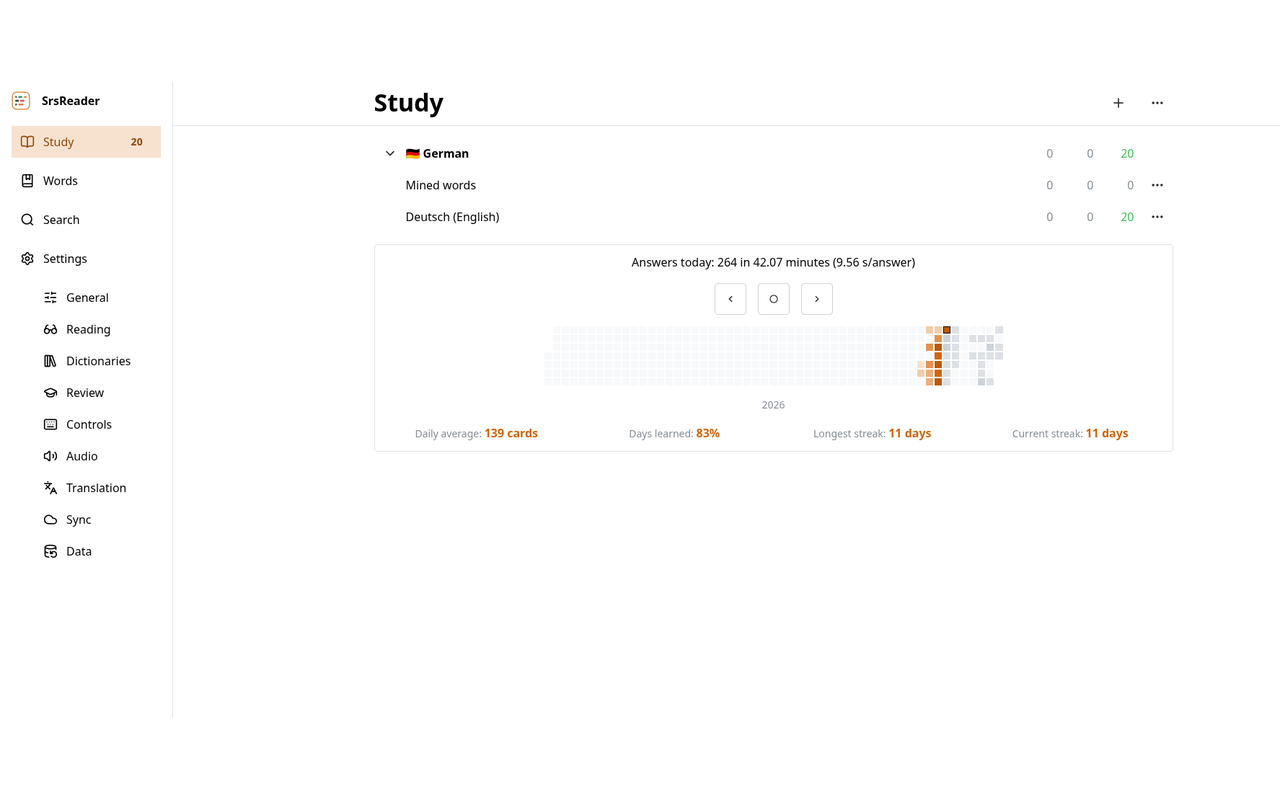 SrsReader
Study 20
Words
Search
Settings
General
Reading
Dictionaries
Review
Controls
Audio
Translation
Sync
Data
Study
German 0 0 20
Mined words 0 0 0
Deutsch (English) 0 0 20
Answers today: 264 in 42.07 minutes (9.56 s/answer)
2026
Daily average: 139 cards Days learned: 83% Longest streak: 11 days Current streak: 11 days